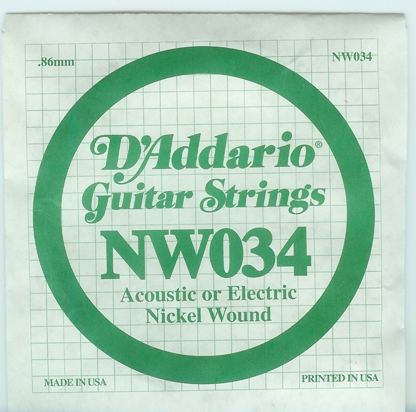 .86mm NW034
D'Addario®
Guitar Strings
NW034
Acoustic or Electric
Nickel Wound
MADE IN USA PRINTED IN USA